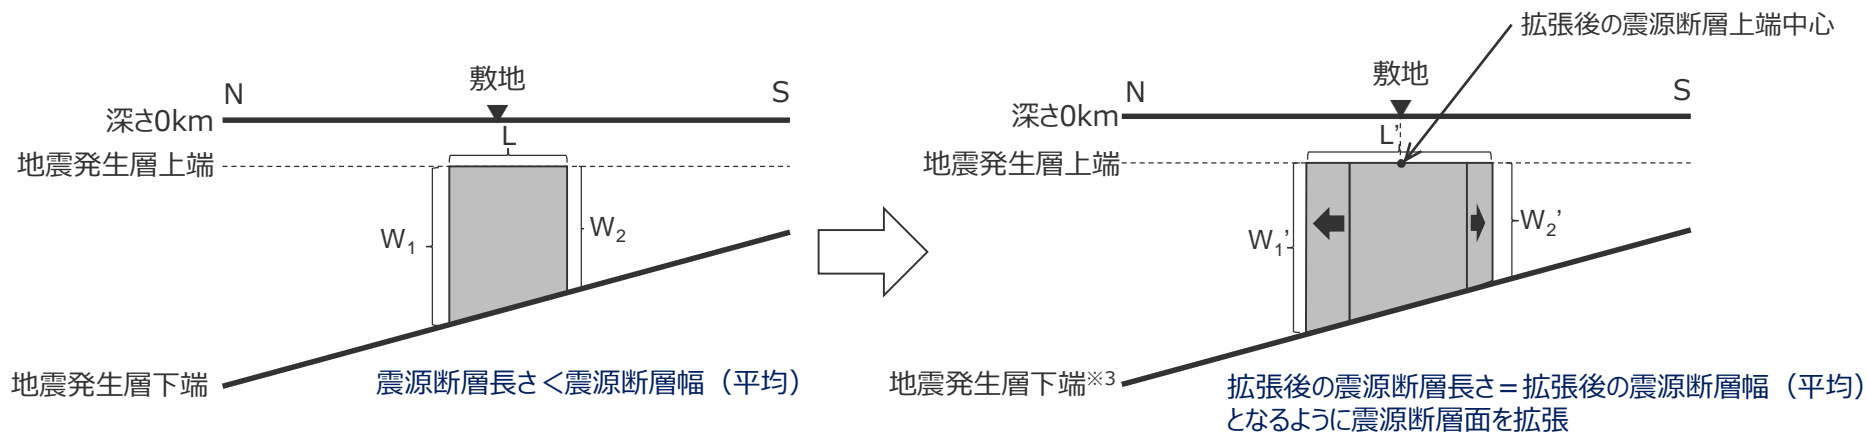 敷地
N
S
深さ0km
L
地震発生層上端
W₁
W₂
地震発生層下端
震源断層長さ<震源断層幅（平均）
拡張後の震源断層上端中心
敷地
N
S
深さ0km
L’
地震発生層上端
W₁’
W₂’
地震発生層下端※3
拡張後の震源断層長さ=拡張後の震源断層幅（平均）
となるように震源断層面を拡張